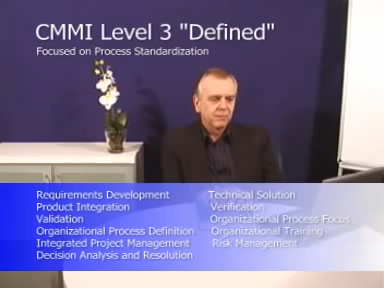 CMMI Level 3 "Defined"
Focused on Process Standardization
Requirements Development Technical Solution
Product Integration Verification
Validation Organizational Process Focus
Organizational Process Definition Organizational Training
Integrated Project Management Risk Management
Decision Analysis and Resolution